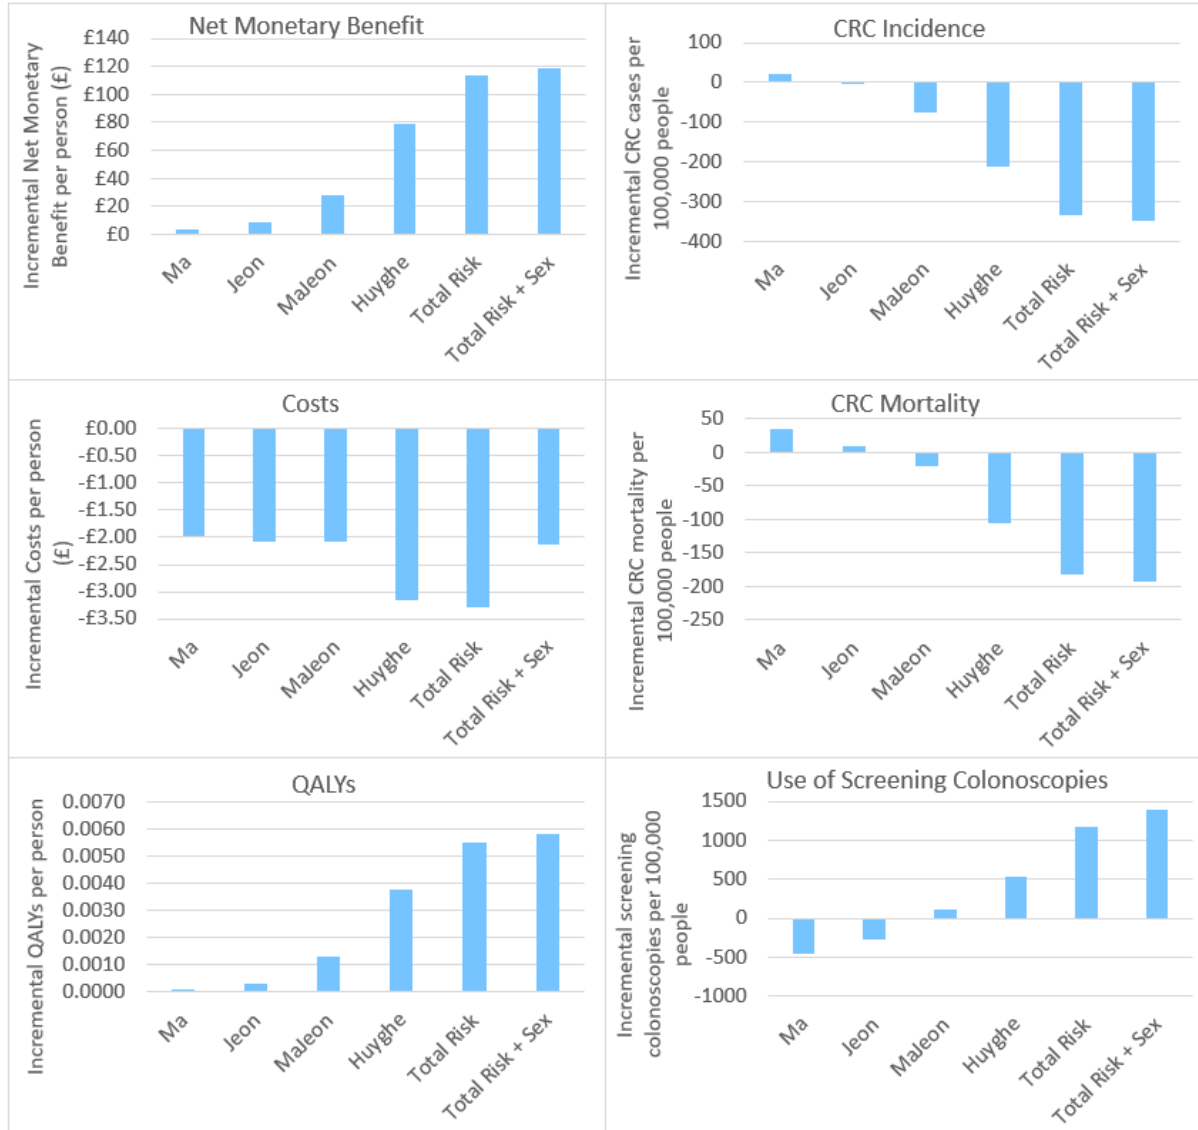 Net Monetary Benefit
Incremental Net Monetary
Benefit per person (£)
£140
£120
£100
£80
£60
£40
£20
£0
Ma
Jeon
MaJeon
Huyghe
Total Risk
Total Risk + Sex
CRC Incidence
Incremental CRC cases per
100,000 people
100
0
-100
-200
-300
-400
Ma
Jeon
MaJeon
Huyghe
Total Risk
Total Risk + Sex
Costs
Incremental Costs per person
(£)
£0.00
-£0.50
-£1.00
-£1.50
-£2.00
-£2.50
-£3.00
-£3.50
Ma
Jeon
MaJeon
Huyghe
Total Risk
Total Risk + Sex
CRC Mortality
Incremental CRC mortality per
100,000 people
50
0
-50
-100
-150
-200
-250
Ma
Jeon
MaJeon
Huyghe
Total Risk
Total Risk + Sex
QALYs
Incremental QALYs per person
0.0070
0.0060
0.0050
0.0040
0.0030
0.0020
0.0010
0.0000
Ma
Jeon
MaJeon
Huyghe
Total Risk
Total Risk + Sex
Use of Screening Colonoscopies
Incremental screening
colonoscopies per 100,000
people
1500
1000
500
0
-500
-1000
Ma
Jeon
MaJeon
Huyghe
Total Risk
Total Risk + Sex